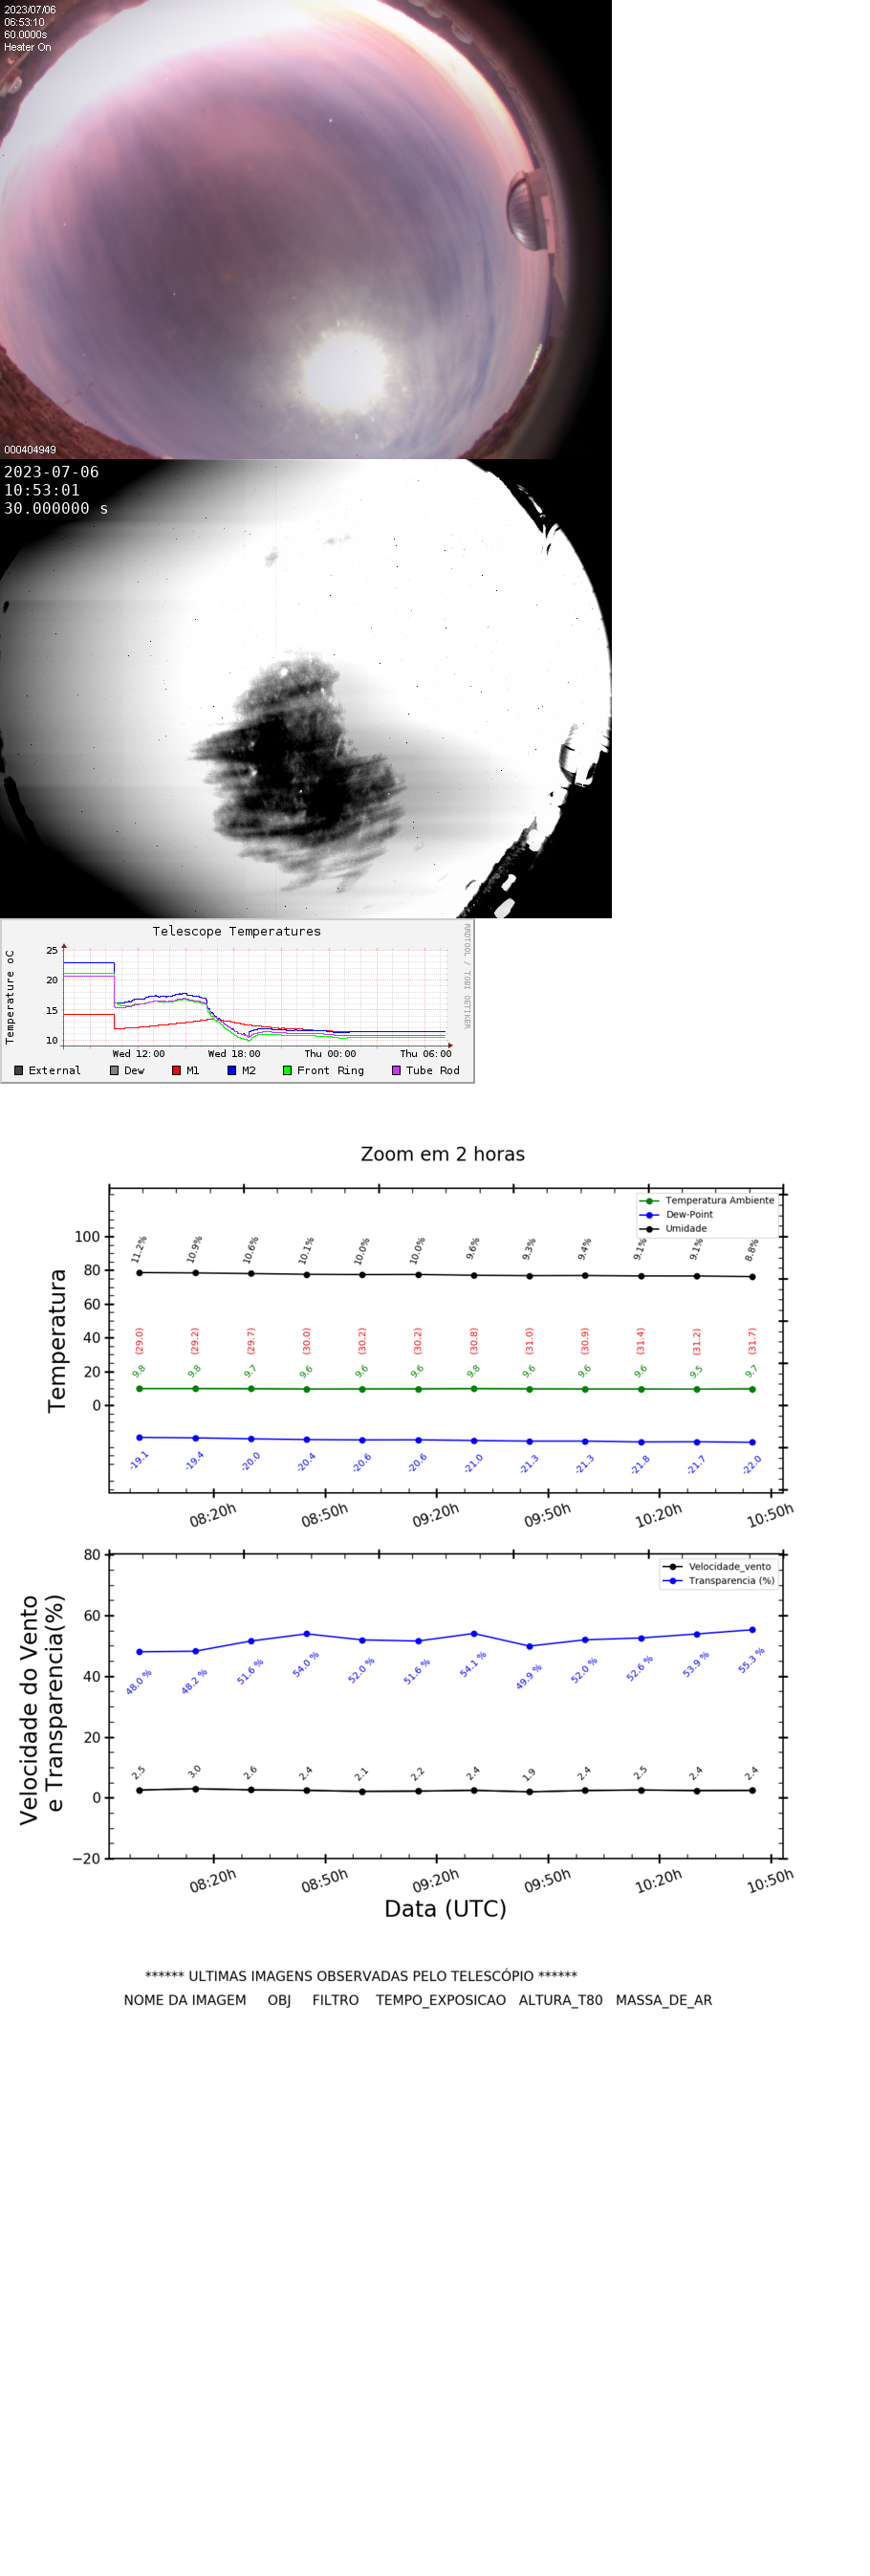 2023/07/06
06:53:10
60.0000s
Heater On
000404949
2023-07-06
10:53:01
30.000000 s
Telescope Temperatures
RRDTOOL / TOBI OETIKER
Temperature oC
25
20
15
10
Wed 12:00 Wed 18:00 Thu 00:00 Thu 06:00
External Dew M1 M2 Front Ring Tube Rod
Zoom em 2 horas
Temperatura Ambiente
Dew-Point
Umidade
Temperatura
100
80
60
40
20
0
11.2% 10.9% 10.6% 10.1% 10.0% 10.0% 9.6% 9.3% 9.4% 9.1% 9.1% 8.8%
(29.0) (29.2) (29.7) (30.0) (30.2) (30.2) (30.8) (31.0) (30.9) (31.4) (31.2) (31.7)
9.8 9.8 9.7 9.6 9.6 9.6 9.8 9.6 9.6 9.6 9.5 9.7
-19.1 -19.4 -20.0 -20.4 -20.6 -20.6 -21.0 -21.3 -21.3 -21.8 -21.7 -22.0
08:20h 08:50h 09:20h 09:50h 10:20h 10:50h
Velocidade_vento
Transparencia (%)
Velocidade do Vento
e Transparencia(%)
80
60
40
20
0
−20
48.0 % 48.2 % 51.6 % 54.0 % 52.0 % 51.6 % 54.1 % 49.9 % 52.0 % 52.6 % 53.9 % 55.3 %
2.5 3.0 2.6 2.4 2.1 2.2 2.4 1.9 2.4 2.5 2.4 2.4
08:20h 08:50h 09:20h 09:50h 10:20h 10:50h
Data (UTC)
****** ULTIMAS IMAGENS OBSERVADAS PELO TELESCÓPIO ******
NOME DA IMAGEM OBJ FILTRO TEMPO_EXPOSICAO ALTURA_T80 MASSA_DE_AR